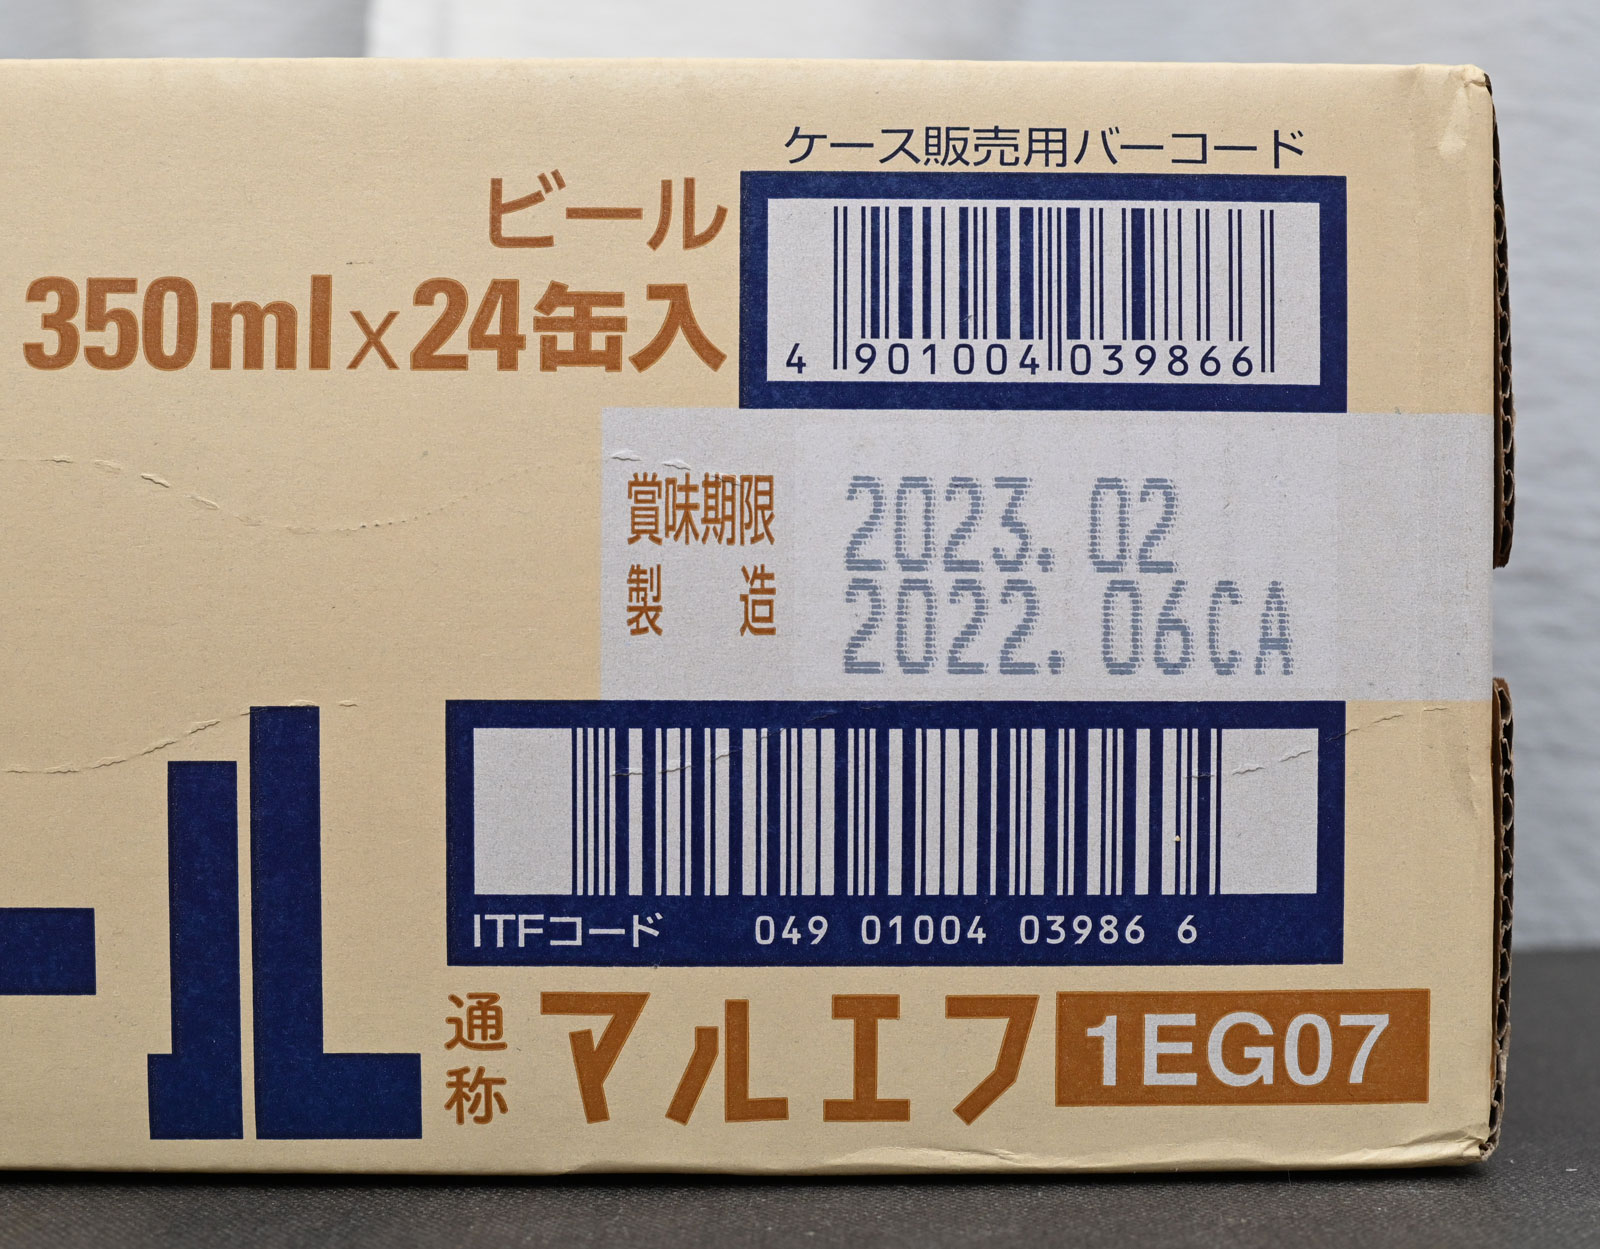 ケース販売用バーコード
ビール
350ml×24缶入
4 901004 039866
賞味期限 2023.02
製造 2022.06CA
ール
ITFコード 049 01004 03986 6
通称 マルエフ 1EG07